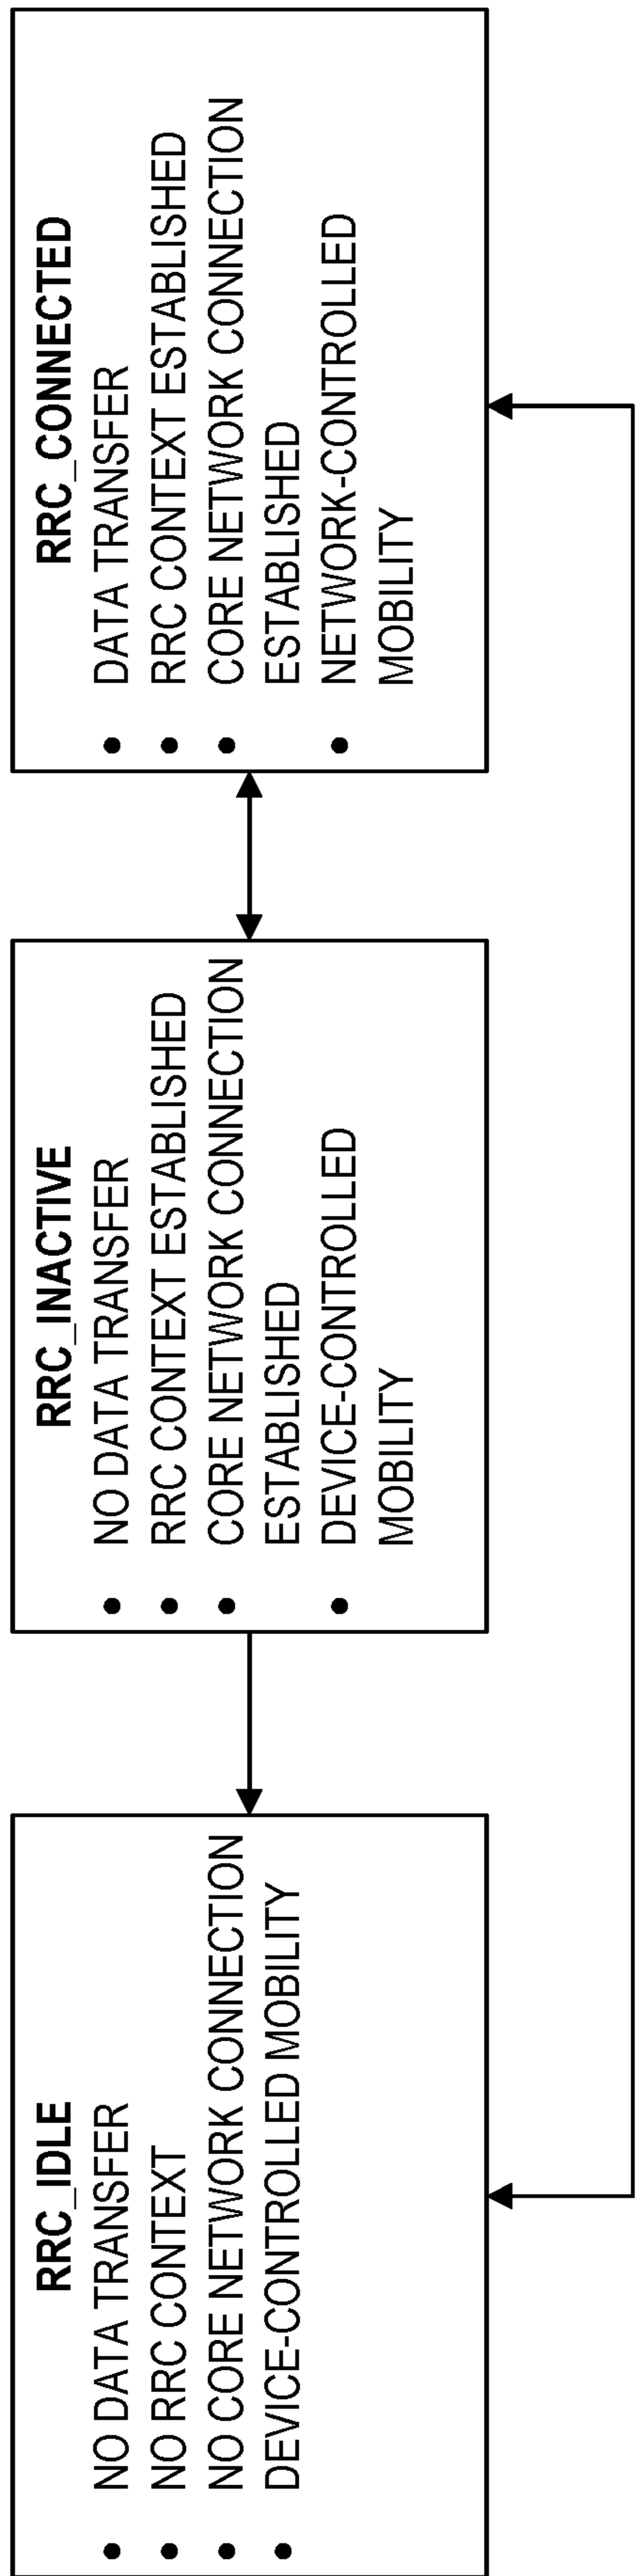 RRC_IDLE
• NO DATA TRANSFER
• NO RRC CONTEXT
• NO CORE NETWORK CONNECTION
• DEVICE-CONTROLLED MOBILITY
RRC_INACTIVE
• NO DATA TRANSFER
• RRC CONTEXT ESTABLISHED
• CORE NETWORK CONNECTION
ESTABLISHED
• DEVICE-CONTROLLED
MOBILITY
RRC_CONNECTED
• DATA TRANSFER
• RRC CONTEXT ESTABLISHED
• CORE NETWORK CONNECTION
ESTABLISHED
• NETWORK-CONTROLLED
MOBILITY